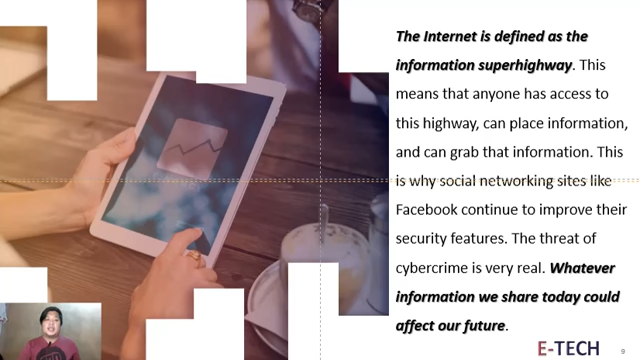 The Internet is defined as the
information superhighway. This
means that anyone has access to
this highway, can place information,
and can grab that information. This
is why social networking sites like
Facebook continue to improve their
security features. The threat of
cybercrime is very real. Whatever
information we share today could
affect our future.
E-TECH
9